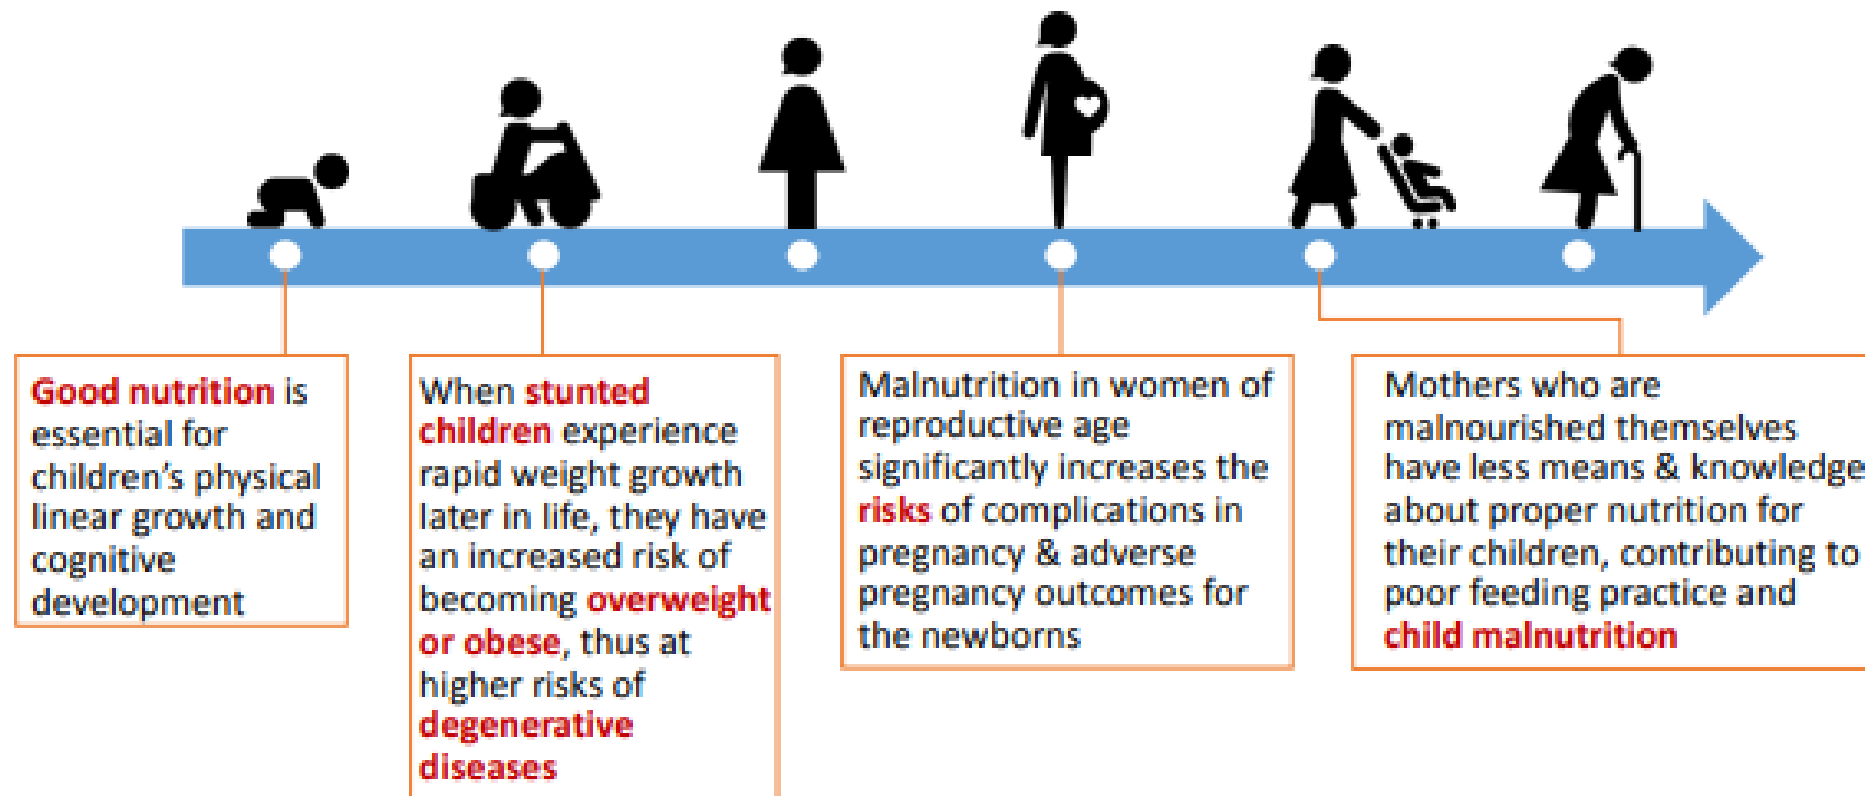 Good nutrition is
essential for
children's physical
linear growth and
cognitive
development
When stunted
children experience
rapid weight growth
later in life, they have
an increased risk of
becoming overweight
or obese, thus at
higher risks of
degenerative
diseases
Malnutrition in women of
reproductive age
significantly increases the
risks of complications in
pregnancy & adverse
pregnancy outcomes for
the newborns
Mothers who are
malnourished themselves
have less means & knowledge
about proper nutrition for
their children, contributing to
poor feeding practice and
child malnutrition